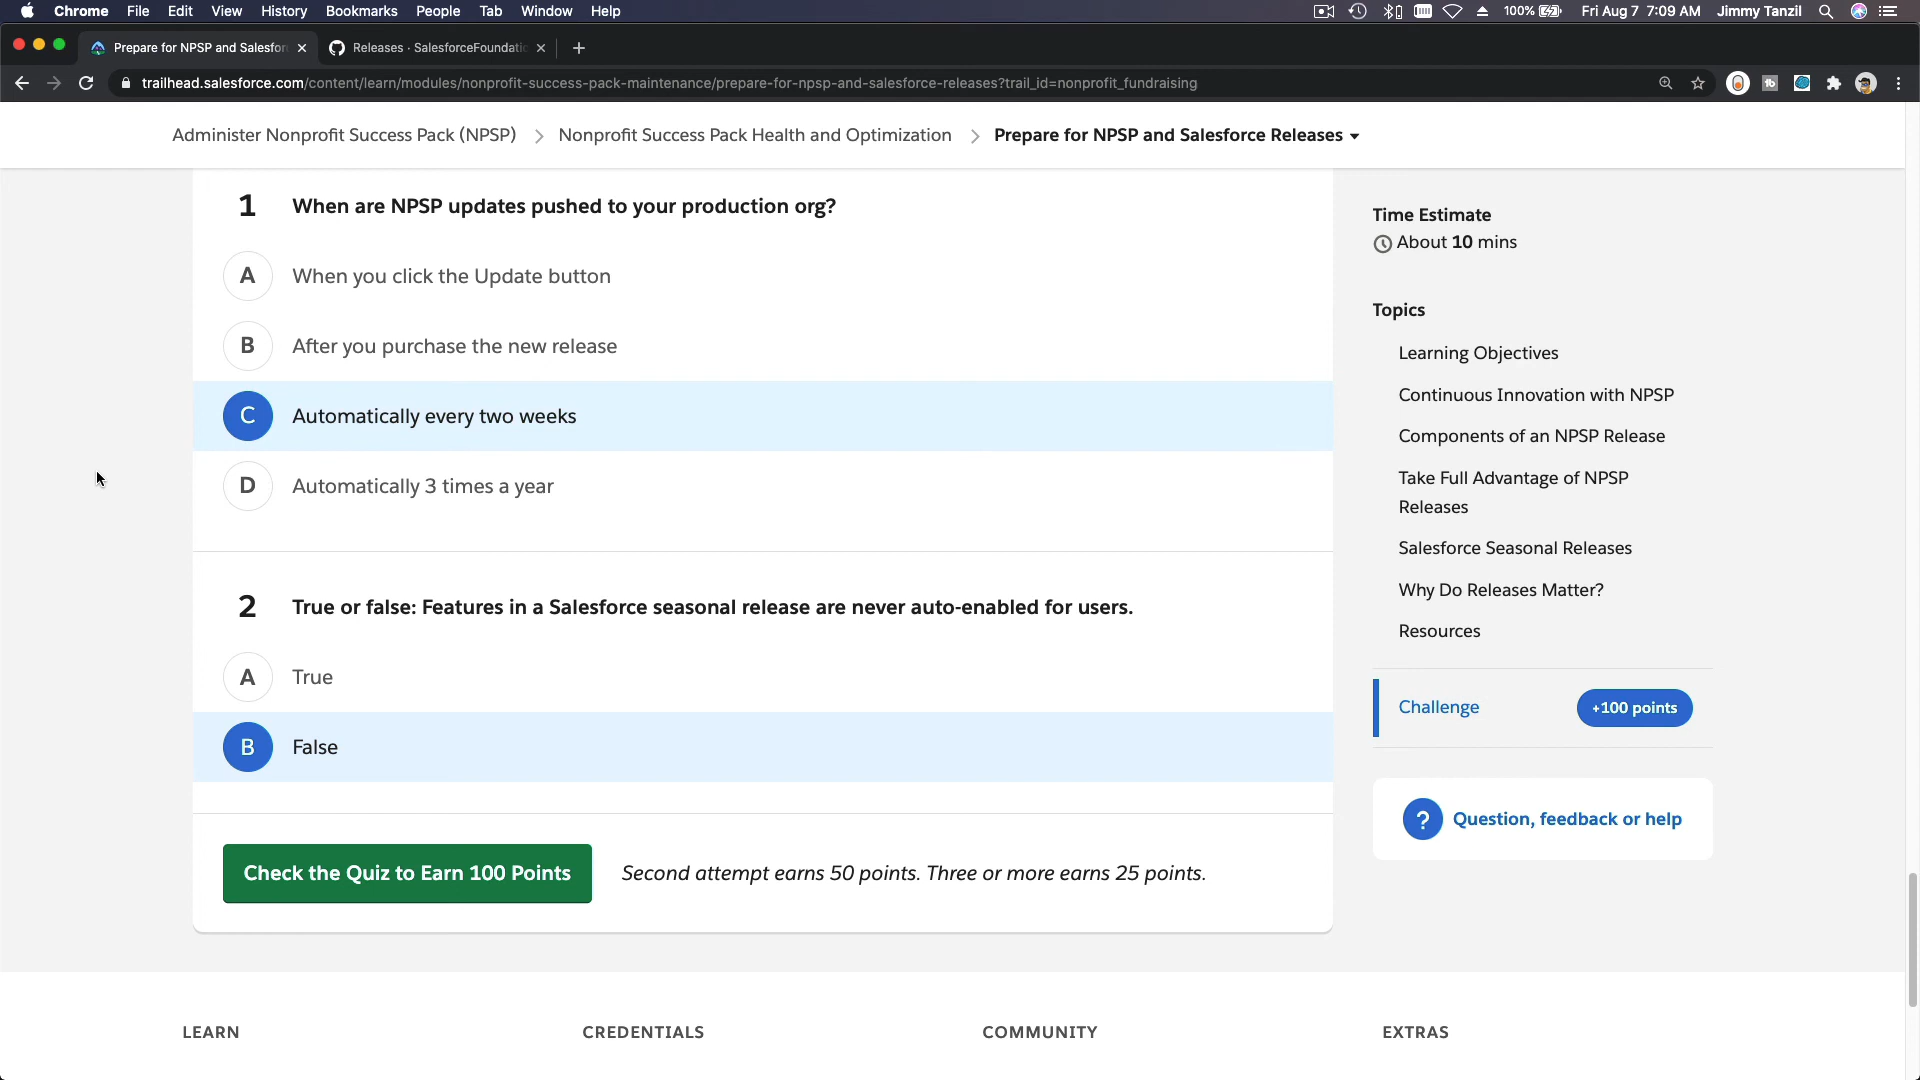 Chrome File Edit View History Bookmarks People Tab Window Help 100% Fri Aug 7 7:09 AM Jimmy Tanzil
Prepare for NPSP and Salesfor Releases · SalesforceFoundatio
trailhead.salesforce.com/content/learn/modules/nonprofit-success-pack-maintenance/prepare-for-npsp-and-salesforce-releases?trail_id=nonprofit_fundraising
Administer Nonprofit Success Pack (NPSP) > Nonprofit Success Pack Health and Optimization > Prepare for NPSP and Salesforce Releases
1 When are NPSP updates pushed to your production org?
A When you click the Update button
B After you purchase the new release
C Automatically every two weeks
D Automatically 3 times a year
2 True or false: Features in a Salesforce seasonal release are never auto-enabled for users.
A True
B False
Check the Quiz to Earn 100 Points Second attempt earns 50 points. Three or more earns 25 points.
Time Estimate
About 10 mins
Topics
Learning Objectives
Continuous Innovation with NPSP
Components of an NPSP Release
Take Full Advantage of NPSP
Releases
Salesforce Seasonal Releases
Why Do Releases Matter?
Resources
Challenge +100 points
? Question, feedback or help
LEARN CREDENTIALS COMMUNITY EXTRAS